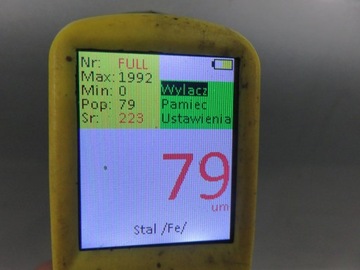 Nr: FULL
Max: 1992
Min: 0
Pop: 79
Sr: 223
Wylacz
Pamiec
Ustawienia
79
um
Stal /Fe/